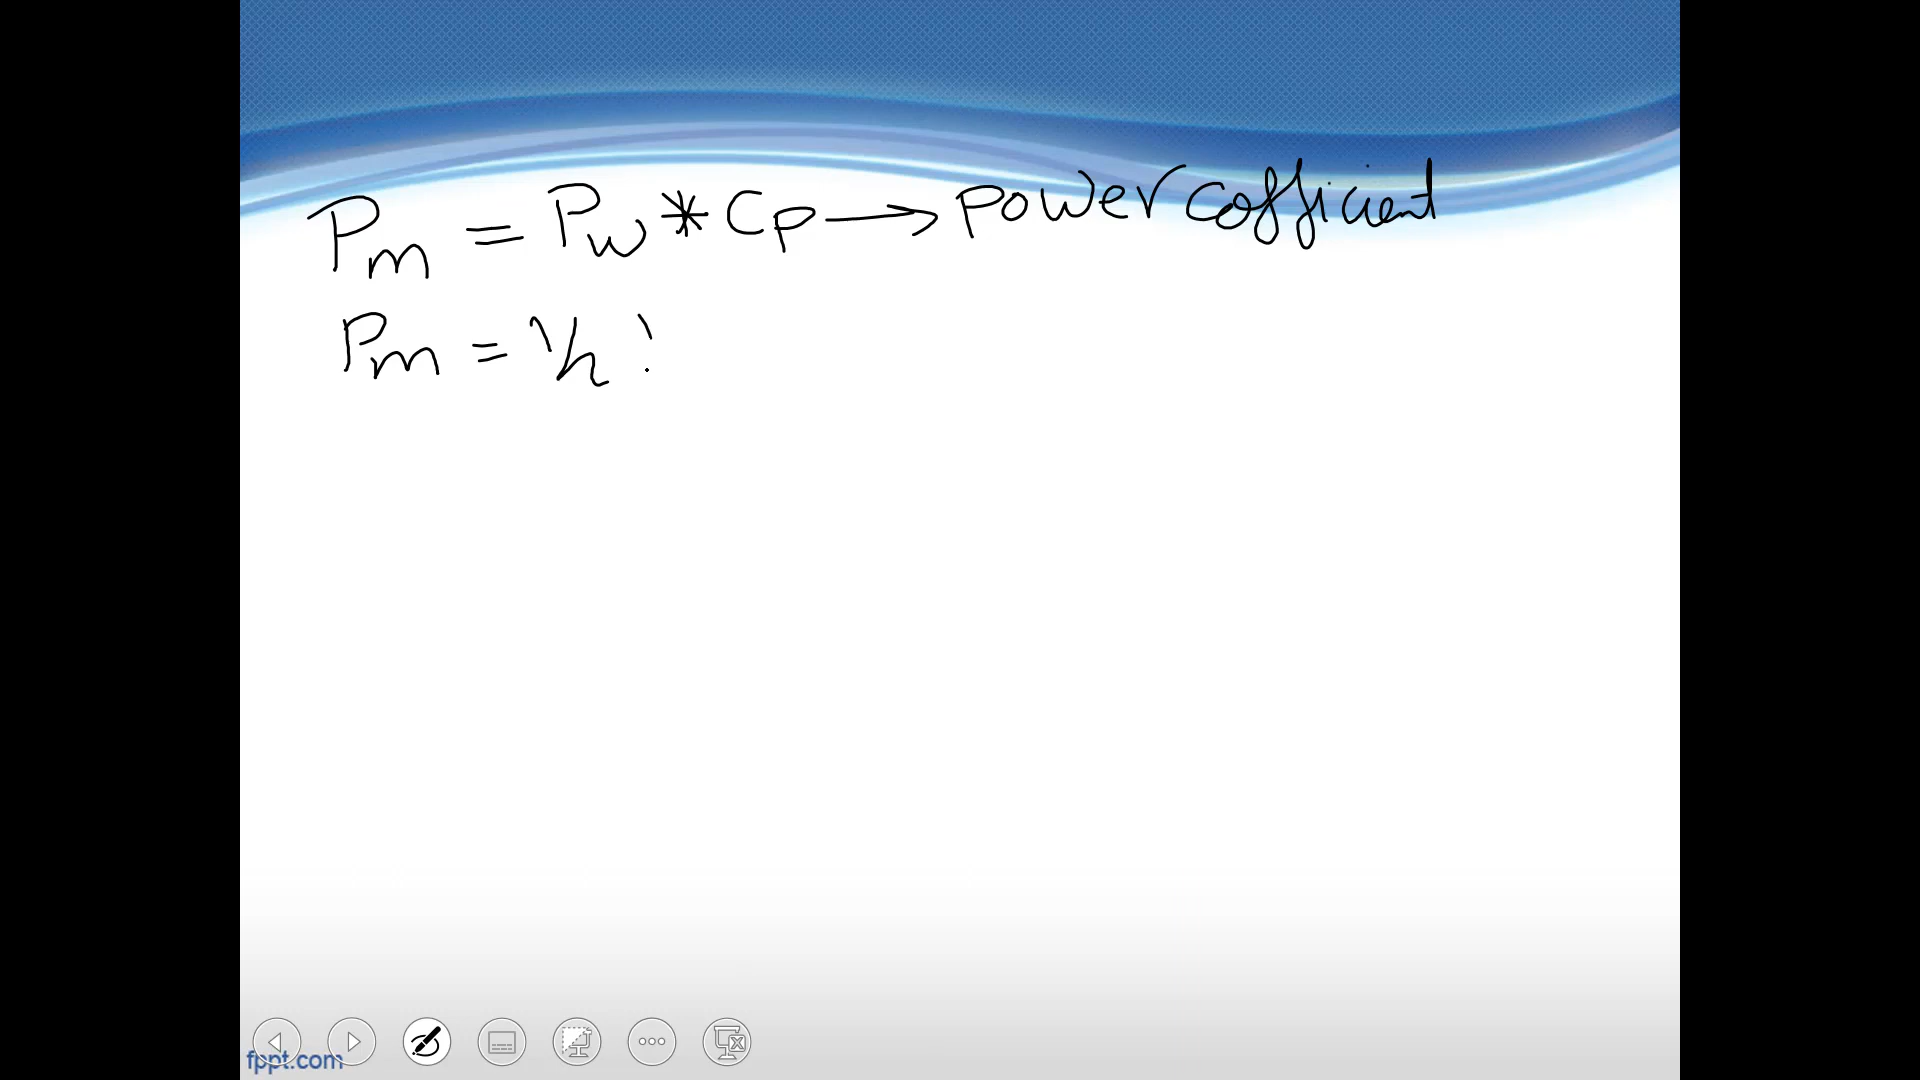 Pm = Pw * Cp → power cofficient
Pm = 1/2
fppt.com